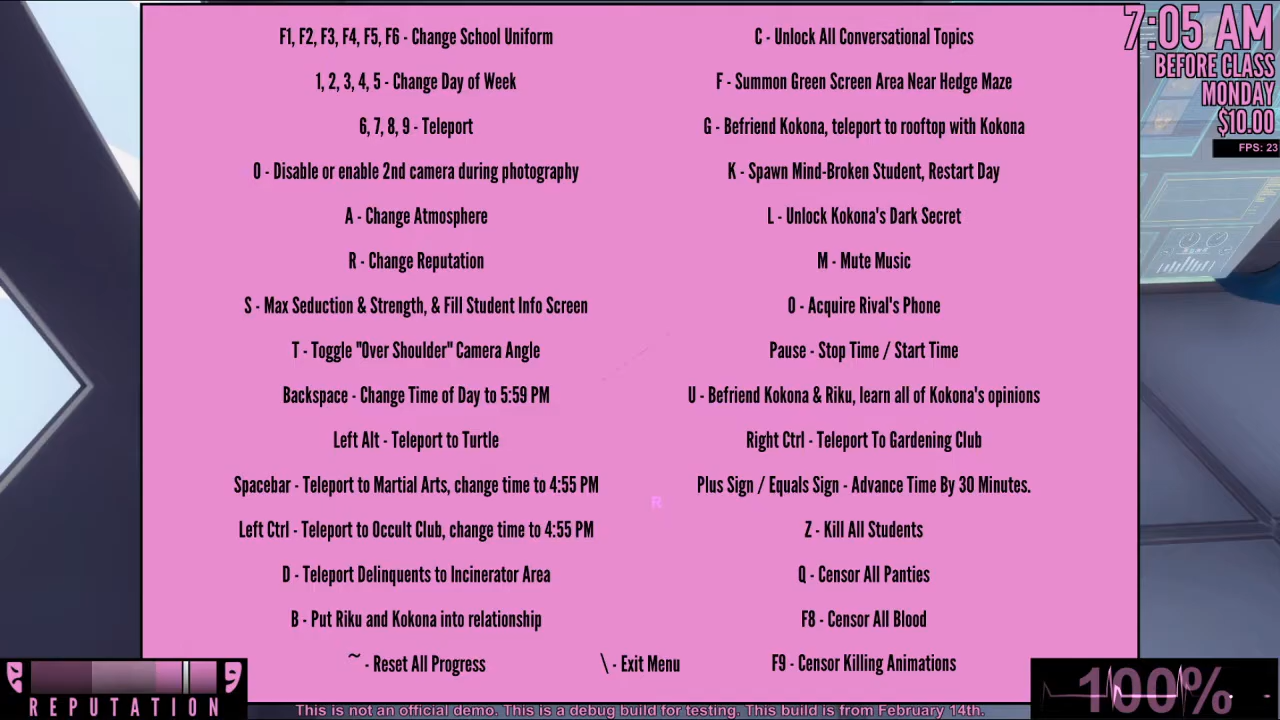 F1, F2, F3, F4, F5, F6 - Change School Uniform
1, 2, 3, 4, 5 - Change Day of Week
6, 7, 8, 9 - Teleport
0 - Disable or enable 2nd camera during photography
A - Change Atmosphere
R - Change Reputation
S - Max Seduction & Strength, & Fill Student Info Screen
T - Toggle "Over Shoulder" Camera Angle
Backspace - Change Time of Day to 5:59 PM
Left Alt - Teleport to Turtle
Spacebar - Teleport to Martial Arts, change time to 4:55 PM
Left Ctrl - Teleport to Occult Club, change time to 4:55 PM
D - Teleport Delinquents to Incinerator Area
B - Put Riku and Kokona into relationship
~ - Reset All Progress
\ - Exit Menu
C - Unlock All Conversational Topics
F - Summon Green Screen Area Near Hedge Maze
G - Befriend Kokona, teleport to rooftop with Kokona
K - Spawn Mind-Broken Student, Restart Day
L - Unlock Kokona's Dark Secret
M - Mute Music
O - Acquire Rival's Phone
Pause - Stop Time / Start Time
U - Befriend Kokona & Riku, learn all of Kokona's opinions
Right Ctrl - Teleport To Gardening Club
Plus Sign / Equals Sign - Advance Time By 30 Minutes.
Z - Kill All Students
Q - Censor All Panties
F8 - Censor All Blood
F9 - Censor Killing Animations
R
7:05 AM
BEFORE CLASS
MONDAY
$10.00
FPS: 23
REPUTATION
100%
This is not an official demo. This is a debug build for testing. This build is from February 14th.